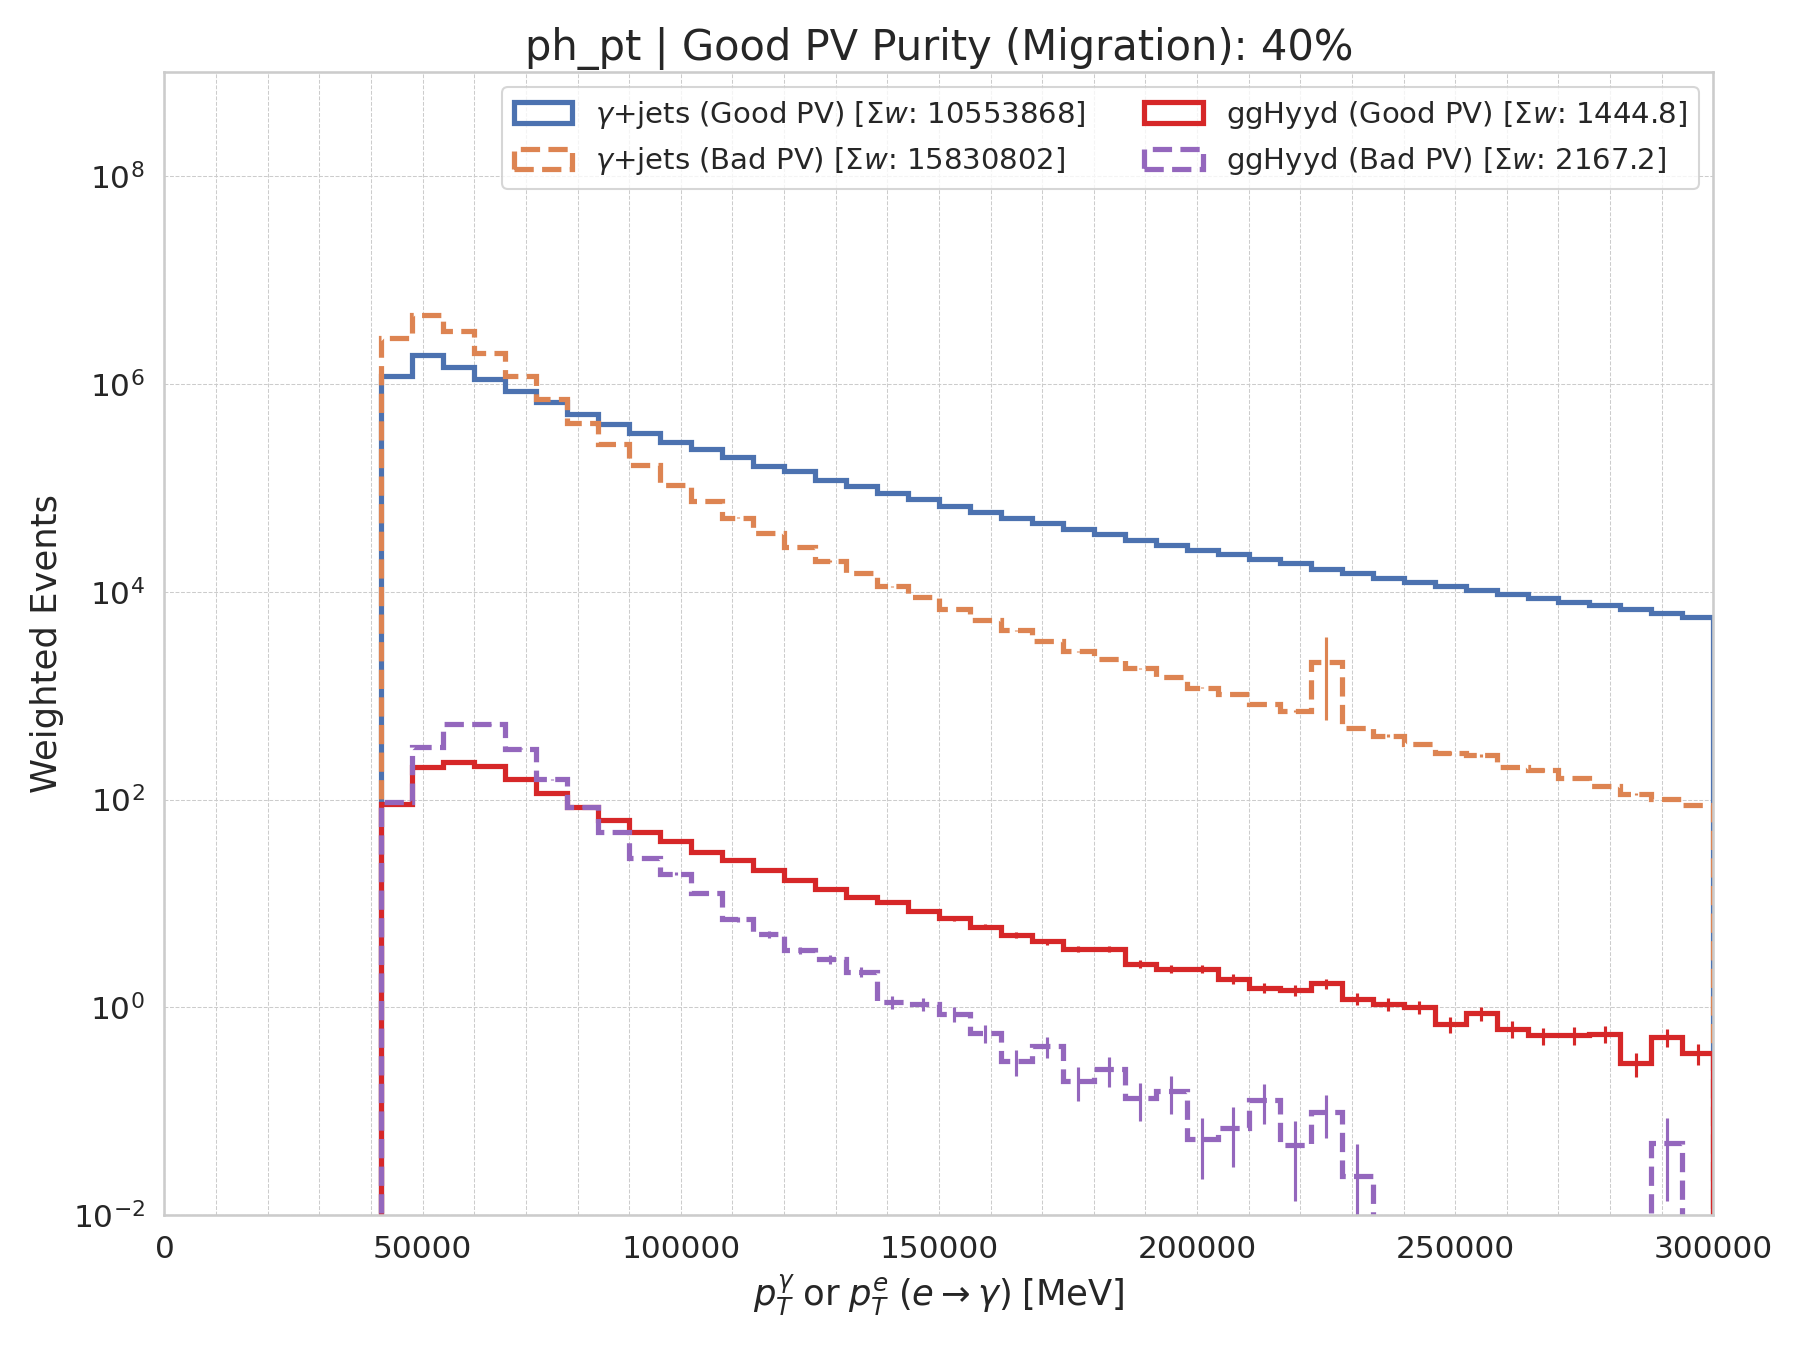 ph_pt | Good PV Purity (Migration): 40%
γ+jets (Good PV) [Σw: 10553868]
γ+jets (Bad PV) [Σw: 15830802]
ggHyyd (Good PV) [Σw: 1444.8]
ggHyyd (Bad PV) [Σw: 2167.2]
Weighted Events
10^8
10^6
10^4
10^2
10^0
10^−2
0 50000 100000 150000 200000 250000 300000
p_T^γ or p_T^e (e→γ) [MeV]